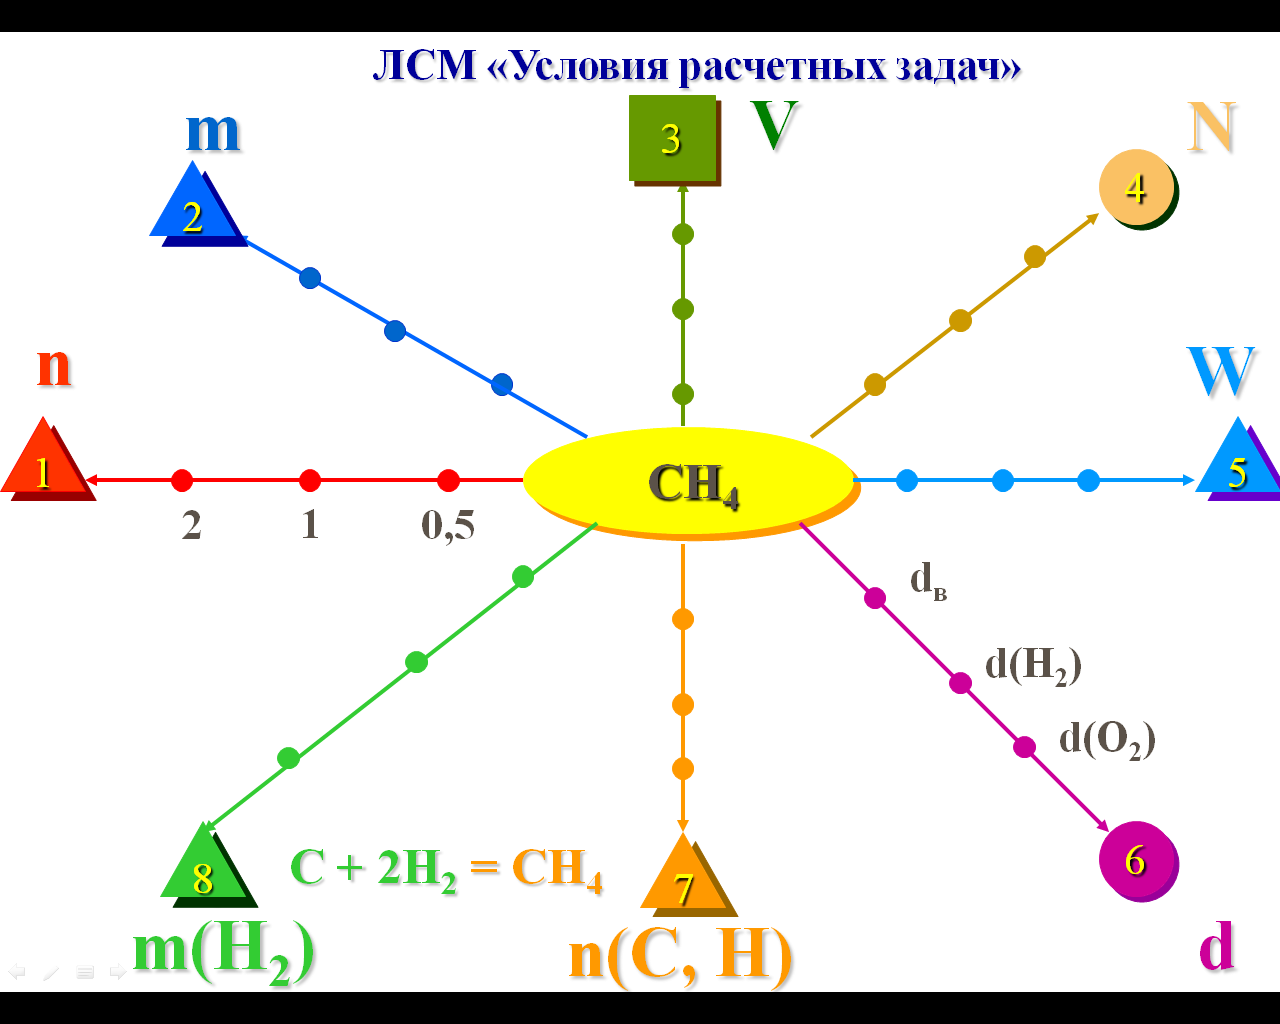 ЛСМ «Условия расчетных задач»
m
2
3
V
N
4
n
1
2
1
0,5
CH₄
W
5
dв
d(H₂)
d(O₂)
6
d
8
C + 2H₂ = CH₄
7
m(H₂)
n(C, H)